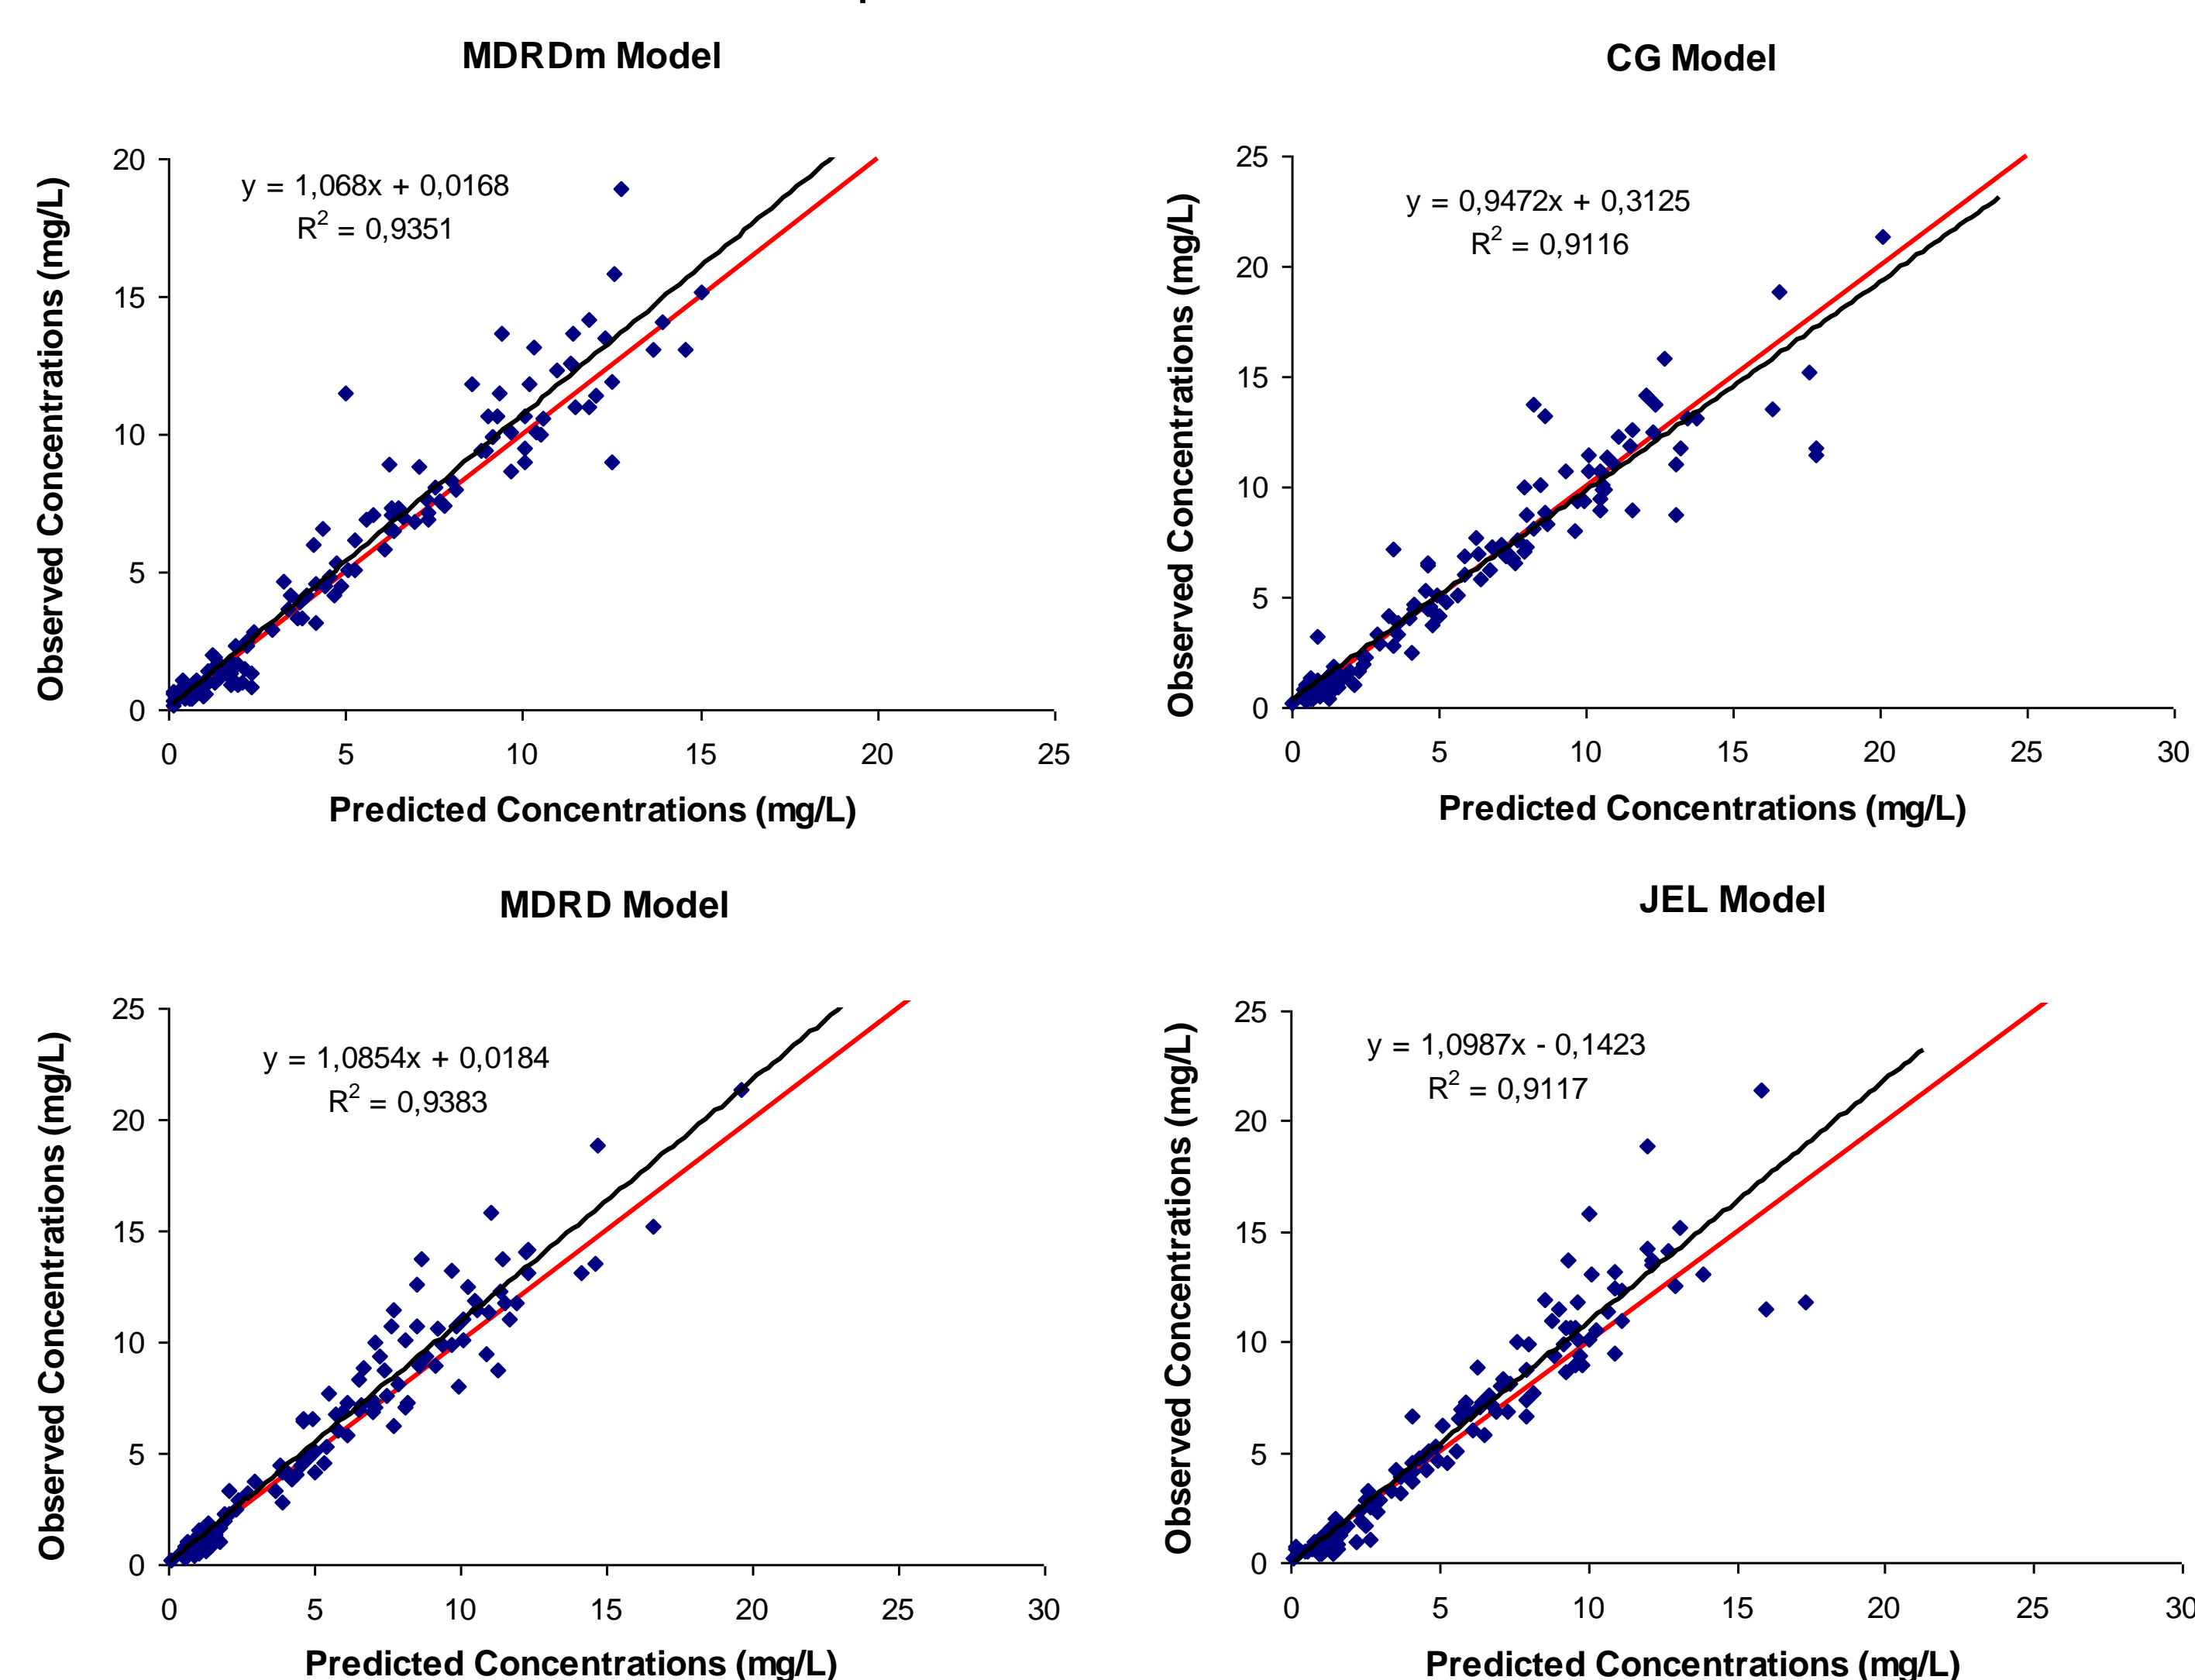 MDRDm Model
20
15
10
5
0
y = 1,068x + 0,0168
R² = 0,9351
Observed Concentrations (mg/L)
0 5 10 15 20 25
Predicted Concentrations (mg/L)
CG Model
25
20
15
10
5
0
y = 0,9472x + 0,3125
R² = 0,9116
Observed Concentrations (mg/L)
0 5 10 15 20 25 30
Predicted Concentrations (mg/L)
MDRD Model
25
20
15
10
5
0
y = 1,0854x + 0,0184
R² = 0,9383
Observed Concentrations (mg/L)
0 5 10 15 20 25 30
Predicted Concentrations (mg/L)
JEL Model
25
20
15
10
5
0
y = 1,0987x - 0,1423
R² = 0,9117
Observed Concentrations (mg/L)
0 5 10 15 20 25 30
Predicted Concentrations (mg/L)